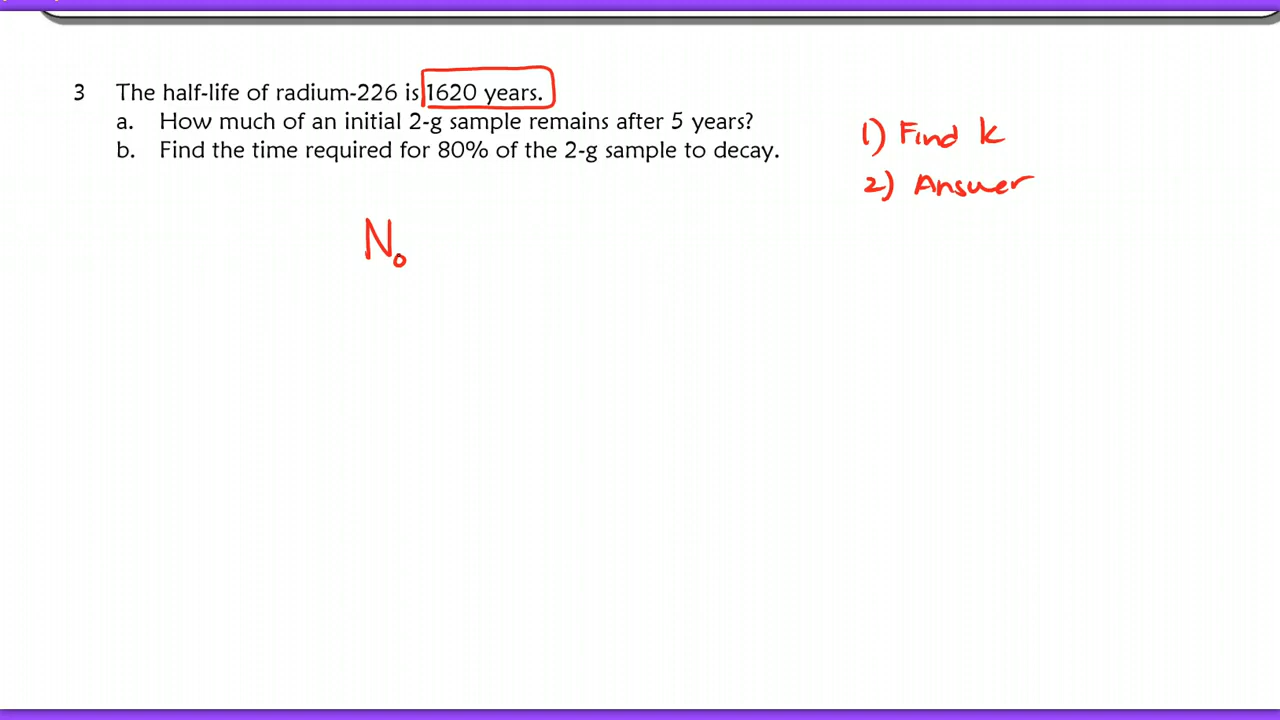 3 The half-life of radium-226 is 1620 years.
a. How much of an initial 2-g sample remains after 5 years?
b. Find the time required for 80% of the 2-g sample to decay.
1) Find k
2) Answer
N₀